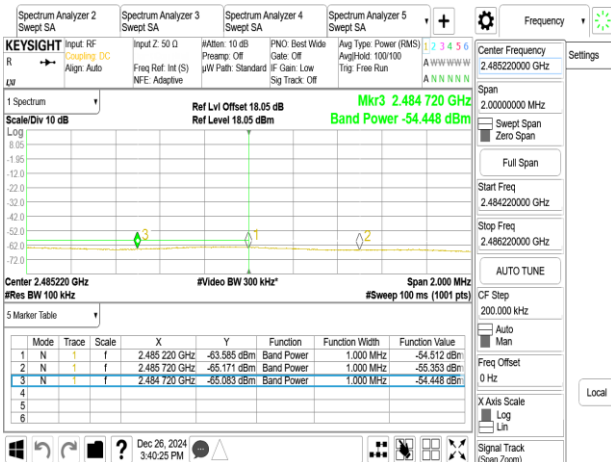 Spectrum Analyzer 2
Swept SA
Spectrum Analyzer 3
Swept SA
Spectrum Analyzer 4
Swept SA
Spectrum Analyzer 5
Swept SA
Frequency
KEYSIGHT
R
Input: RF
Coupling: DC
Align: Auto
Input Z: 50 Ω
Freq Ref: Int (S)
NFE: Adaptive
#Atten: 10 dB
Preamp: Off
µW Path: Standard
PNO: Best Wide
Gate: Off
IF Gain: Low
Sig Track: Off
Avg Type: Power (RMS)
Avg|Hold: 100/100
Trig: Free Run
1 2 3 4 5 6
A W W W W W
A N N N N N
1 Spectrum
Scale/Div 10 dB
Ref Lvl Offset 18.05 dB
Ref Level 18.05 dBm
Mkr3 2.484 720 GHz
Band Power -54.448 dBm
Log
8.05
-1.95
-12.0
-22.0
-32.0
-42.0
-52.0
-62.0
-72.0
3
1
2
Center 2.485220 GHz
#Res BW 100 kHz
#Video BW 300 kHz*
Span 2.000 MHz
#Sweep 100 ms (1001 pts)
5 Marker Table
Mode Trace Scale X Y Function Function Width Function Value
1 N 1 f 2.485 220 GHz -63.585 dBm Band Power 1.000 MHz -54.512 dBm
2 N 1 f 2.485 720 GHz -65.171 dBm Band Power 1.000 MHz -55.353 dBm
3 N 1 f 2.484 720 GHz -65.083 dBm Band Power 1.000 MHz -54.448 dBm
4
5
6
?
Dec 26, 2024
3:40:25 PM
Center Frequency
2.485220000 GHz
Span
2.00000000 MHz
Swept Span
Zero Span
Full Span
Start Freq
2.484220000 GHz
Stop Freq
2.486220000 GHz
AUTO TUNE
CF Step
200.000 kHz
Auto
Man
Freq Offset
0 Hz
X Axis Scale
Log
Lin
Signal Track
(Span Zoom)
Settings
Local